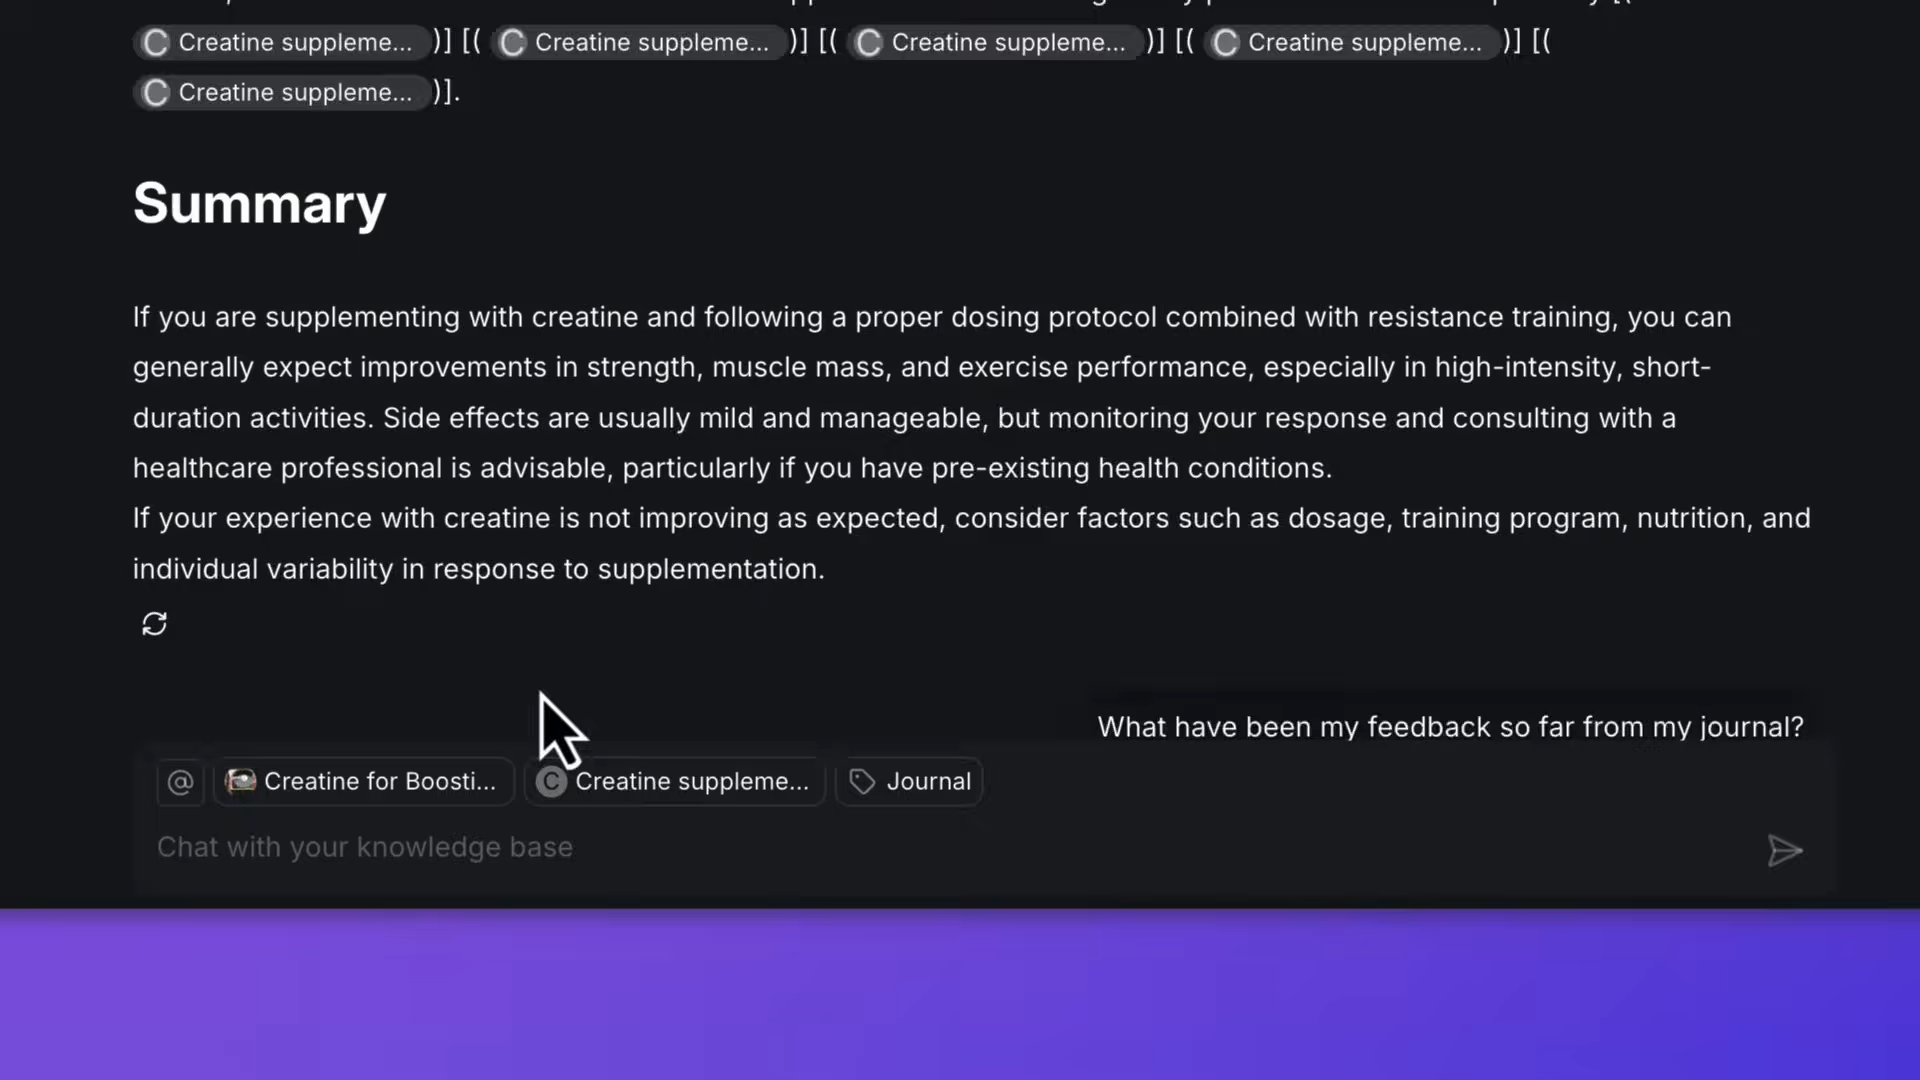 Creatine suppleme... )] [( Creatine suppleme... )] [( Creatine suppleme... )] [( Creatine suppleme... )] [(
Creatine suppleme... )].
Summary
If you are supplementing with creatine and following a proper dosing protocol combined with resistance training, you can
generally expect improvements in strength, muscle mass, and exercise performance, especially in high-intensity, short-
duration activities. Side effects are usually mild and manageable, but monitoring your response and consulting with a
healthcare professional is advisable, particularly if you have pre-existing health conditions.
If your experience with creatine is not improving as expected, consider factors such as dosage, training program, nutrition, and
individual variability in response to supplementation.
What have been my feedback so far from my journal?
@ Creatine for Boosti... C Creatine suppleme... Journal
Chat with your knowledge base